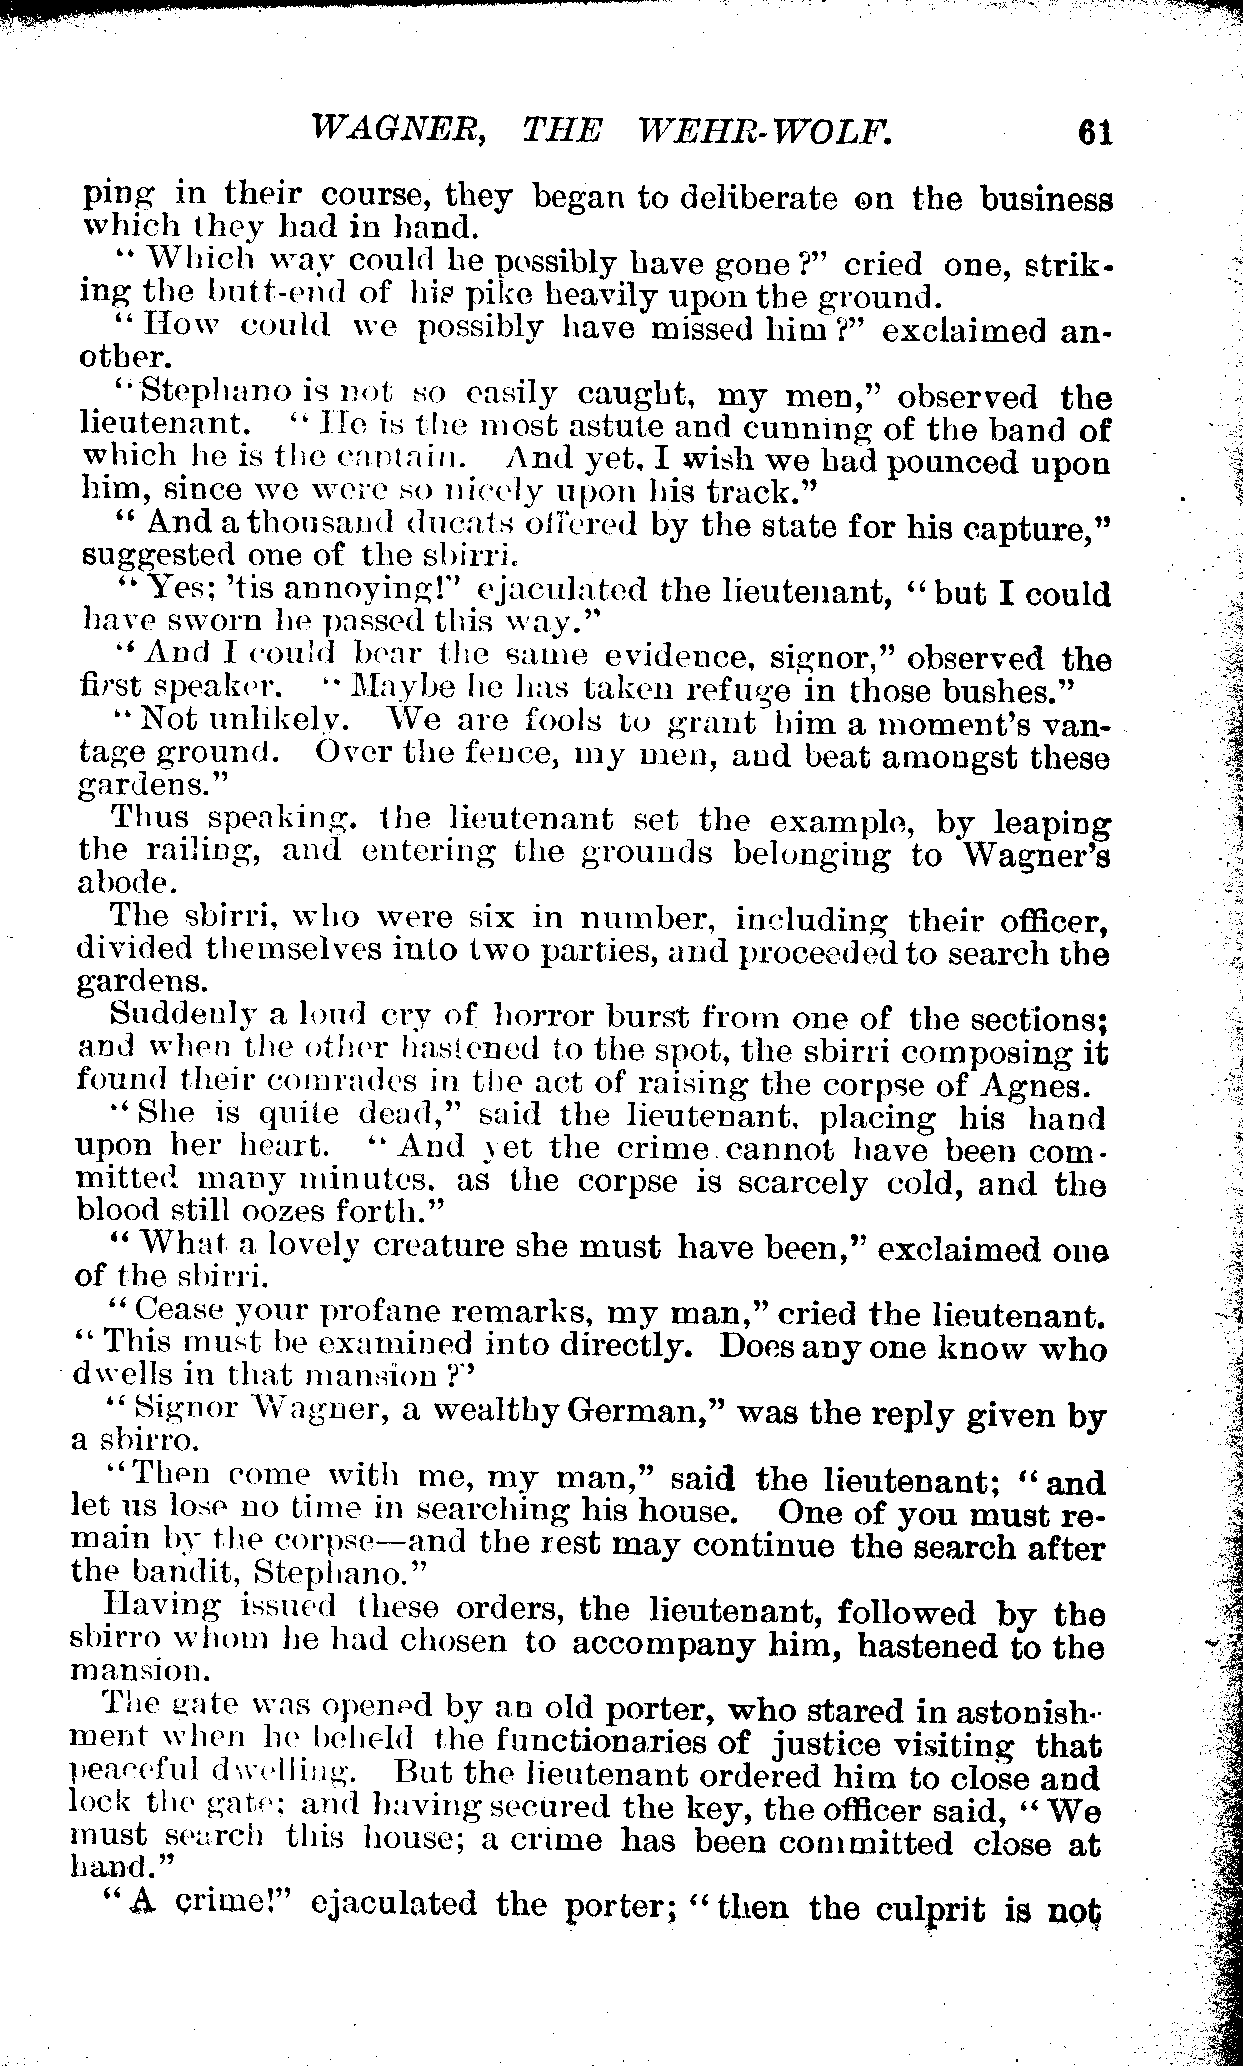 WAGNER, THE WEHR-WOLF. 61
ping in their course, they began to deliberate on the business
which they had in hand.
“Which way could he possibly have gone?” cried one, strik-
ing the butt-end of his pike heavily upon the ground.
“How could we possibly have missed him?” exclaimed an-
other.
“Stephano is not so easily caught, my men,” observed the
lieutenant. “He is the most astute and cunning of the band of
which he is the captain. And yet, I wish we had pounced upon
him, since we were so nicely upon his track.”
“And a thousand ducats offered by the state for his capture,”
suggested one of the sbirri.
“Yes; ’tis annoying!” ejaculated the lieutenant, “but I could
have sworn he passed this way.”
“And I could bear the same evidence, signor,” observed the
first speaker. “Maybe he has taken refuge in those bushes.”
“Not unlikely. We are fools to grant him a moment’s van-
tage ground. Over the fence, my men, and beat amongst these
gardens.”
Thus speaking, the lieutenant set the example, by leaping
the railing, and entering the grounds belonging to Wagner’s
abode.
The sbirri, who were six in number, including their officer,
divided themselves into two parties, and proceeded to search the
gardens.
Suddenly a loud cry of horror burst from one of the sections;
and when the other hastened to the spot, the sbirri composing it
found their comrades in the act of raising the corpse of Agnes.
“She is quite dead,” said the lieutenant, placing his hand
upon her heart. “And yet the crime cannot have been com-
mitted many minutes, as the corpse is scarcely cold, and the
blood still oozes forth.”
“What a lovely creature she must have been,” exclaimed one
of the sbirri.
“Cease your profane remarks, my man,” cried the lieutenant.
“This must be examined into directly. Does any one know who
dwells in that mansion?”
“Signor Wagner, a wealthy German,” was the reply given by
a sbirro.
“Then come with me, my man,” said the lieutenant; “and
let us lose no time in searching his house. One of you must re-
main by the corpse—and the rest may continue the search after
the bandit, Stephano.”
Having issued these orders, the lieutenant, followed by the
sbirro whom he had chosen to accompany him, hastened to the
mansion.
The gate was opened by an old porter, who stared in astonish-
ment when he beheld the functionaries of justice visiting that
peaceful dwelling. But the lieutenant ordered him to close and
lock the gate; and having secured the key, the officer said, “We
must search this house; a crime has been committed close at
hand.”
“A crime!” ejaculated the porter; “then the culprit is not